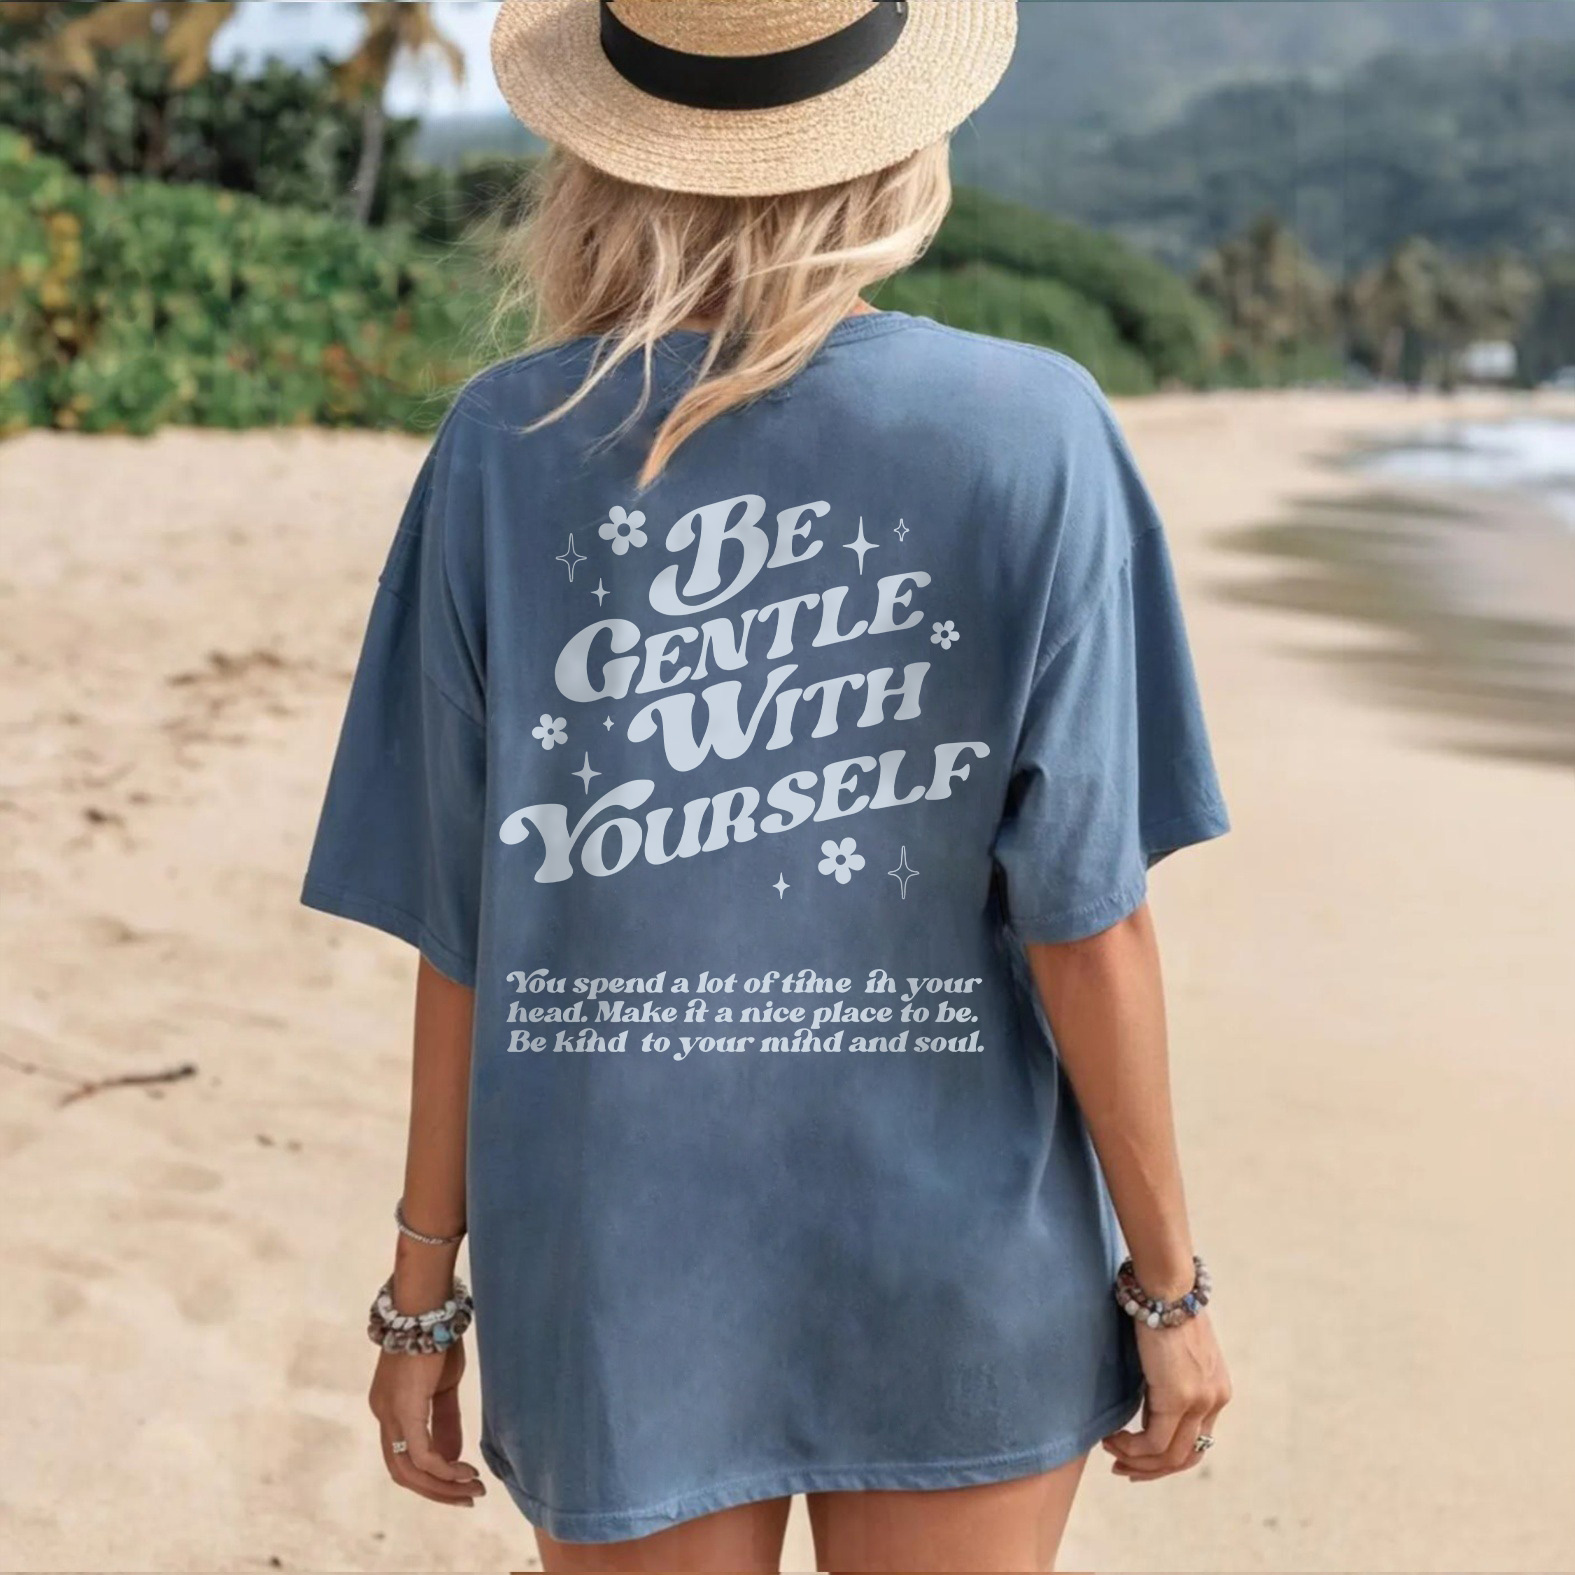 Be
Gentle
With
Yourself
You spend a lot of time in your
head. Make it a nice place to be.
Be kind to your mind and soul.